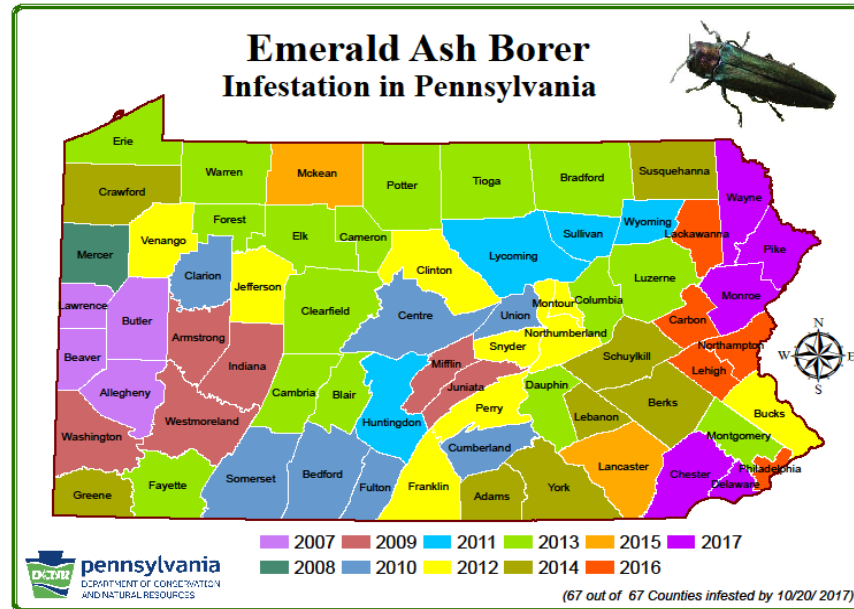 Emerald Ash Borer
Infestation in Pennsylvania
Erie
Warren
Mckean
Potter
Tioga
Bradford
Susquehanna
Wayne
Crawford
Forest
Wyoming
Lackawanna
Venango
Elk
Cameron
Sullivan
Pike
Mercer
Clarion
Clinton
Lycoming
Luzerne
Jefferson
Columbia
Monroe
Lawrence
Butler
Clearfield
Centre
Union
Montour
Carbon
Armstrong
Northumberland
Northampton
N
W
E
S
Beaver
Indiana
Mifflin
Snyder
Schuylkill
Lehigh
Allegheny
Cambria
Blair
Juniata
Dauphin
Berks
Bucks
Westmoreland
Huntingdon
Perry
Lebanon
Washington
Montgomery
Cumberland
Lancaster
Philadelphia
Somerset
Bedford
Fulton
Franklin
Chester
Delaware
Greene
Fayette
Adams
York
2007
2009
2011
2013
2015
2017
2008
2010
2012
2014
2016
DCNR
pennsylvania
DEPARTMENT OF CONSERVATION
AND NATURAL RESOURCES
(67 out of 67 Counties infested by 10/20/ 2017)